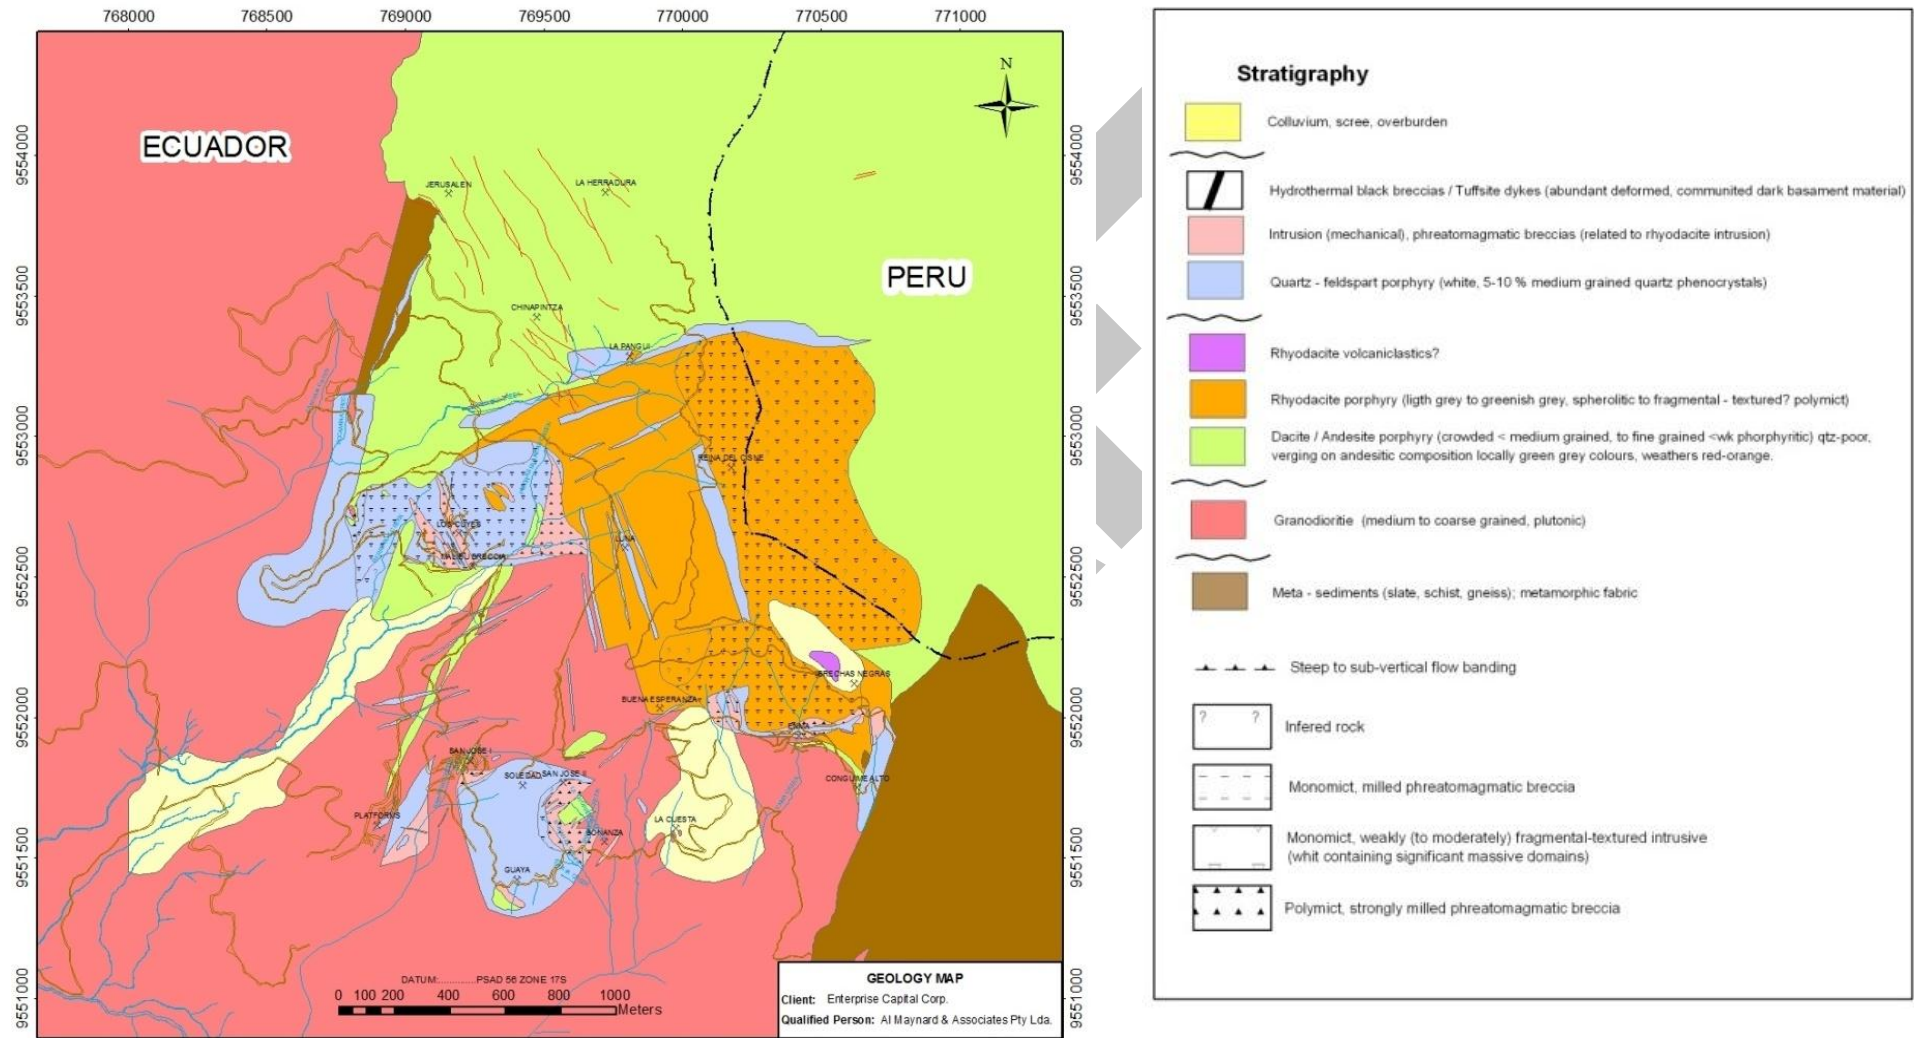 768000 768500 769000 769500 770000 770500 771000
9554000
9553500
9553000
9552500
9552000
9551500
9551000
9554000
9553500
9553000
9552500
9552000
9551500
9551000
N
ECUADOR
PERU
JERUSALEN
LA HERRADURA
CHINAPINTZA
LA PANGUI
REINA DEL CISNE
LOS CUYES
LUNA
BRECHAS NEGRAS
BUENA ESPERANZA
SAN JOSE I
SOLEDAD
SAN JOSE II
CONGUIME ALTO
PLATFORMS
LA CUESTA
BONANZA
GUAYA
DATUM:..........PSAD 56 ZONE 17S
0 100 200 400 600 800 1000
Meters
GEOLOGY MAP
Client: Enterprise Capital Corp.
Qualified Person: Al Maynard & Associates Pty Lda.
Stratigraphy
Colluvium, scree, overburden
Hydrothermal black breccias / Tuffsite dykes (abundant deformed, communited dark basament material)
Intrusion (mechanical), phreatomagmatic breccias (related to rhyodacite intrusion)
Quartz - feldspart porphyry (white, 5-10 % medium grained quartz phenocrystals)
Rhyodacite volcaniclastics?
Rhyodacite porphyry (ligth grey to greenish grey, spherolitic to fragmental - textured? polymict)
Dacite / Andesite porphyry (crowded < medium grained, to fine grained <wk phorphyritic) qtz-poor,
verging on andesitic composition locally green grey colours, weathers red-orange.
Granodioritie (medium to coarse grained, plutonic)
Meta - sediments (slate, schist, gneiss); metamorphic fabric
Steep to sub-vertical flow banding
? ?
Infered rock
Monomict, milled phreatomagmatic breccia
Monomict, weakly (to moderately) fragmental-textured intrusive
(whit containing significant massive domains)
Polymict, strongly milled phreatomagmatic breccia